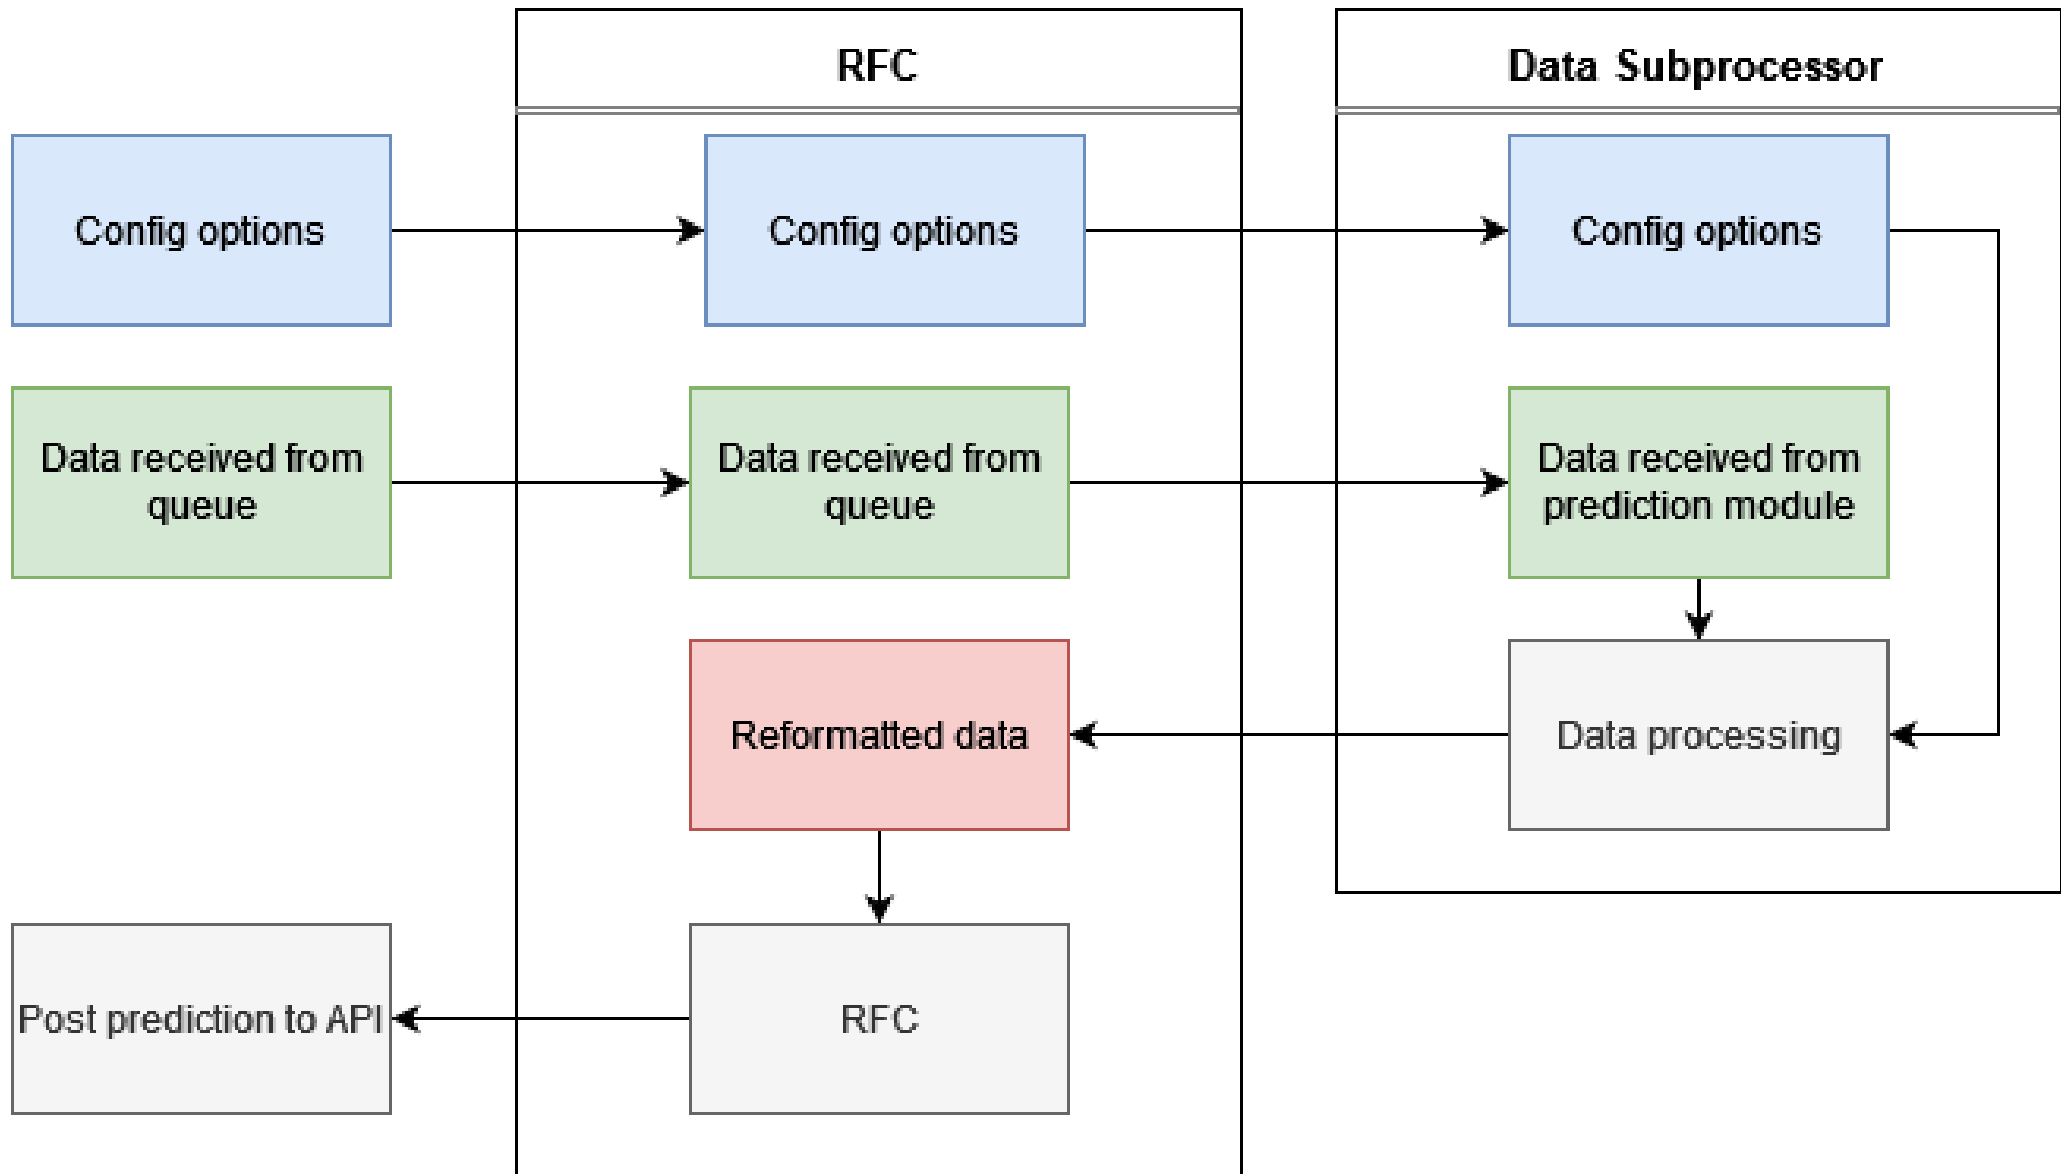 RFC
Data Subprocessor
Config options
Config options
Config options
Data received from
queue
Data received from
queue
Data received from
prediction module
Reformatted data
Data processing
Post prediction to API
RFC